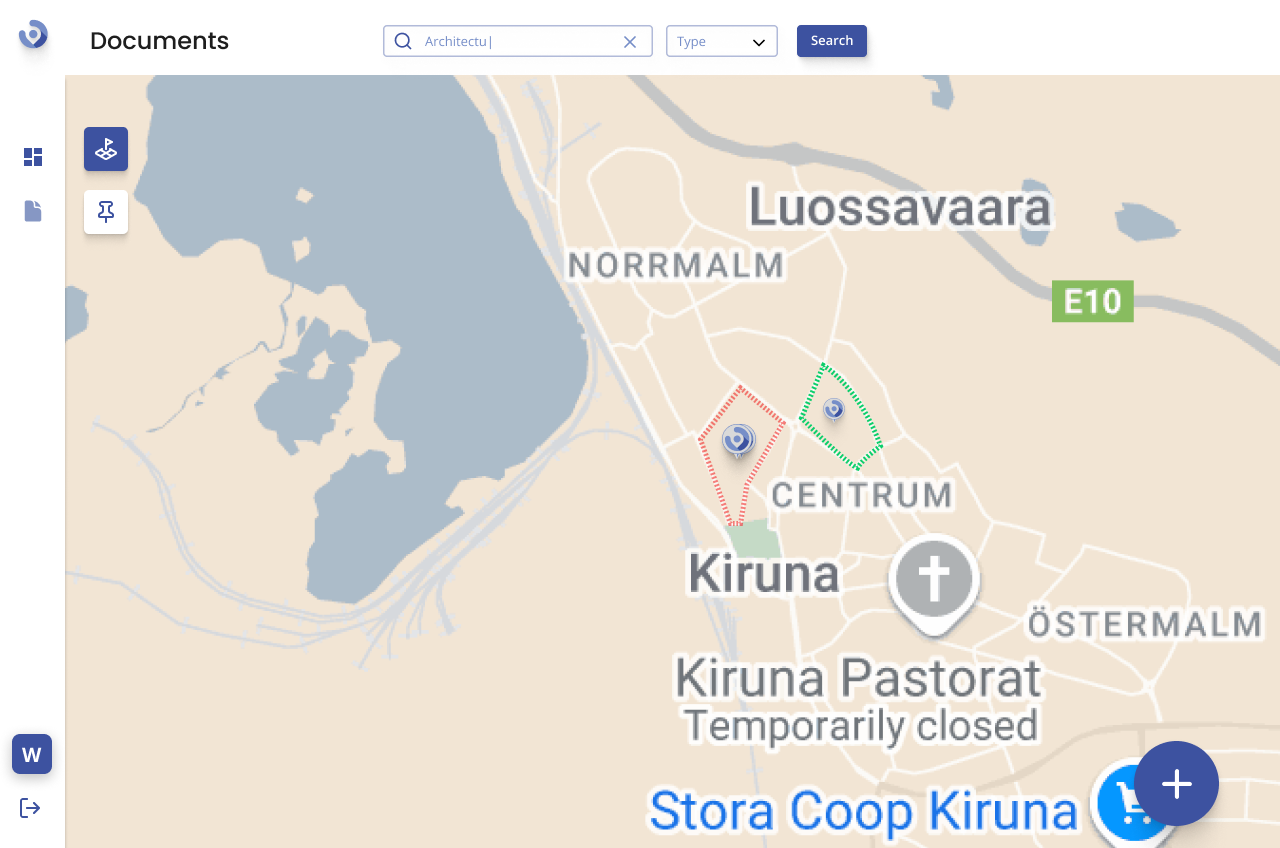 Documents
Architectu
Type
Search
Luossavaara
NORRMALM
E10
CENTRUM
Kiruna
ÖSTERMALM
Kiruna Pastorat
Temporarily closed
W
Stora Coop Kiruna